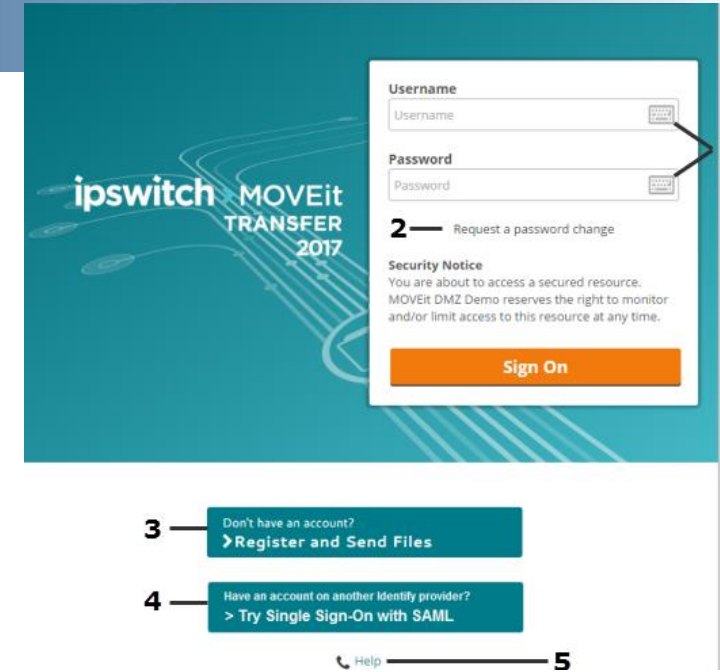 Username
Username
Password
Password
ipswitch MOVEit
TRANSFER
2017
2 Request a password change
Security Notice
You are about to access a secured resource.
MOVEit DMZ Demo reserves the right to monitor
and/or limit access to this resource at any time.
Sign On
3 Don't have an account?
>Register and Send Files
4 Have an account on another Identify provider?
> Try Single Sign-On with SAML
Help 5